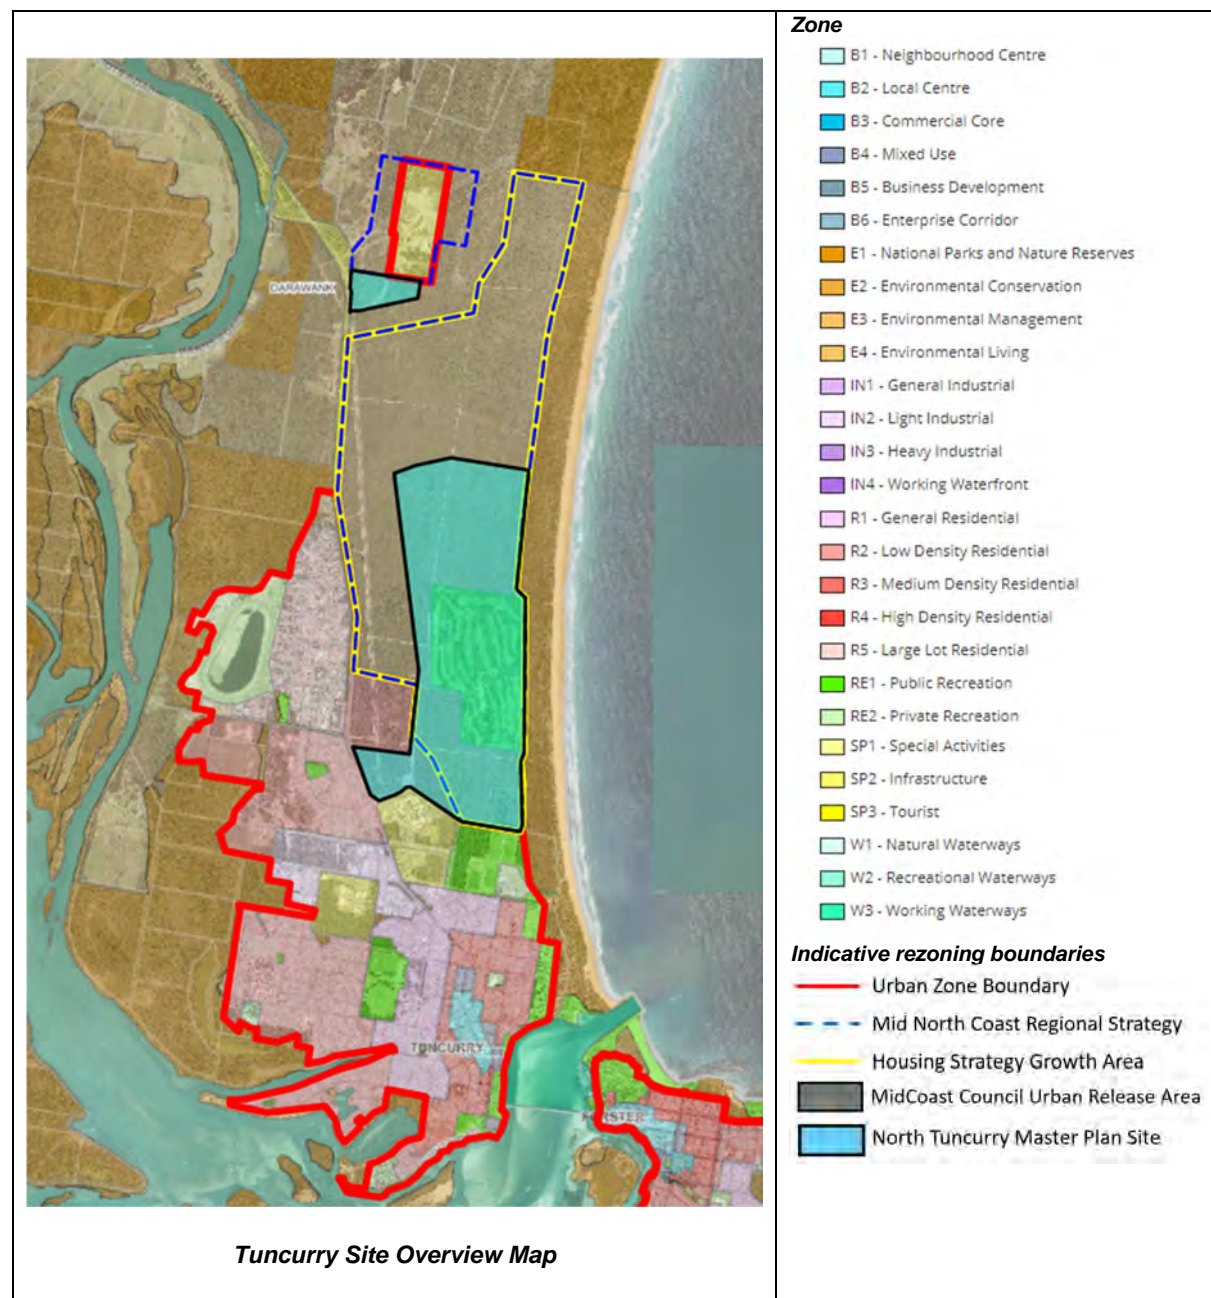 Zone
B1 - Neighbourhood Centre
B2 - Local Centre
B3 - Commercial Core
B4 - Mixed Use
B5 - Business Development
B6 - Enterprise Corridor
E1 - National Parks and Nature Reserves
E2 - Environmental Conservation
E3 - Environmental Management
E4 - Environmental Living
IN1 - General Industrial
IN2 - Light Industrial
IN3 - Heavy Industrial
IN4 - Working Waterfront
R1 - General Residential
R2 - Low Density Residential
R3 - Medium Density Residential
R4 - High Density Residential
R5 - Large Lot Residential
RE1 - Public Recreation
RE2 - Private Recreation
SP1 - Special Activities
SP2 - Infrastructure
SP3 - Tourist
W1 - Natural Waterways
W2 - Recreational Waterways
W3 - Working Waterways
Indicative rezoning boundaries
Urban Zone Boundary
Mid North Coast Regional Strategy
Housing Strategy Growth Area
MidCoast Council Urban Release Area
North Tuncurry Master Plan Site
DARAWANK
TUNCURRY
FORSTER
Tuncurry Site Overview Map